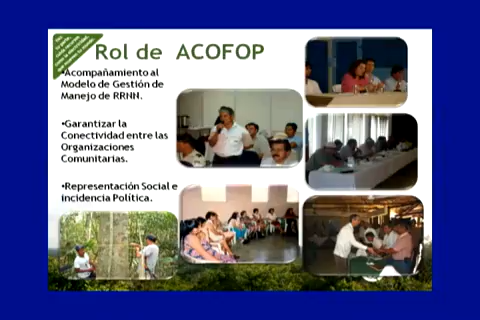 Rol de ACOFOP
•Acompañamiento al
Modelo de Gestión de
Manejo de RRNN.
•Garantizar la
Conectividad entre las
Organizaciones
Comunitarias.
•Representación Social e
incidencia Política.